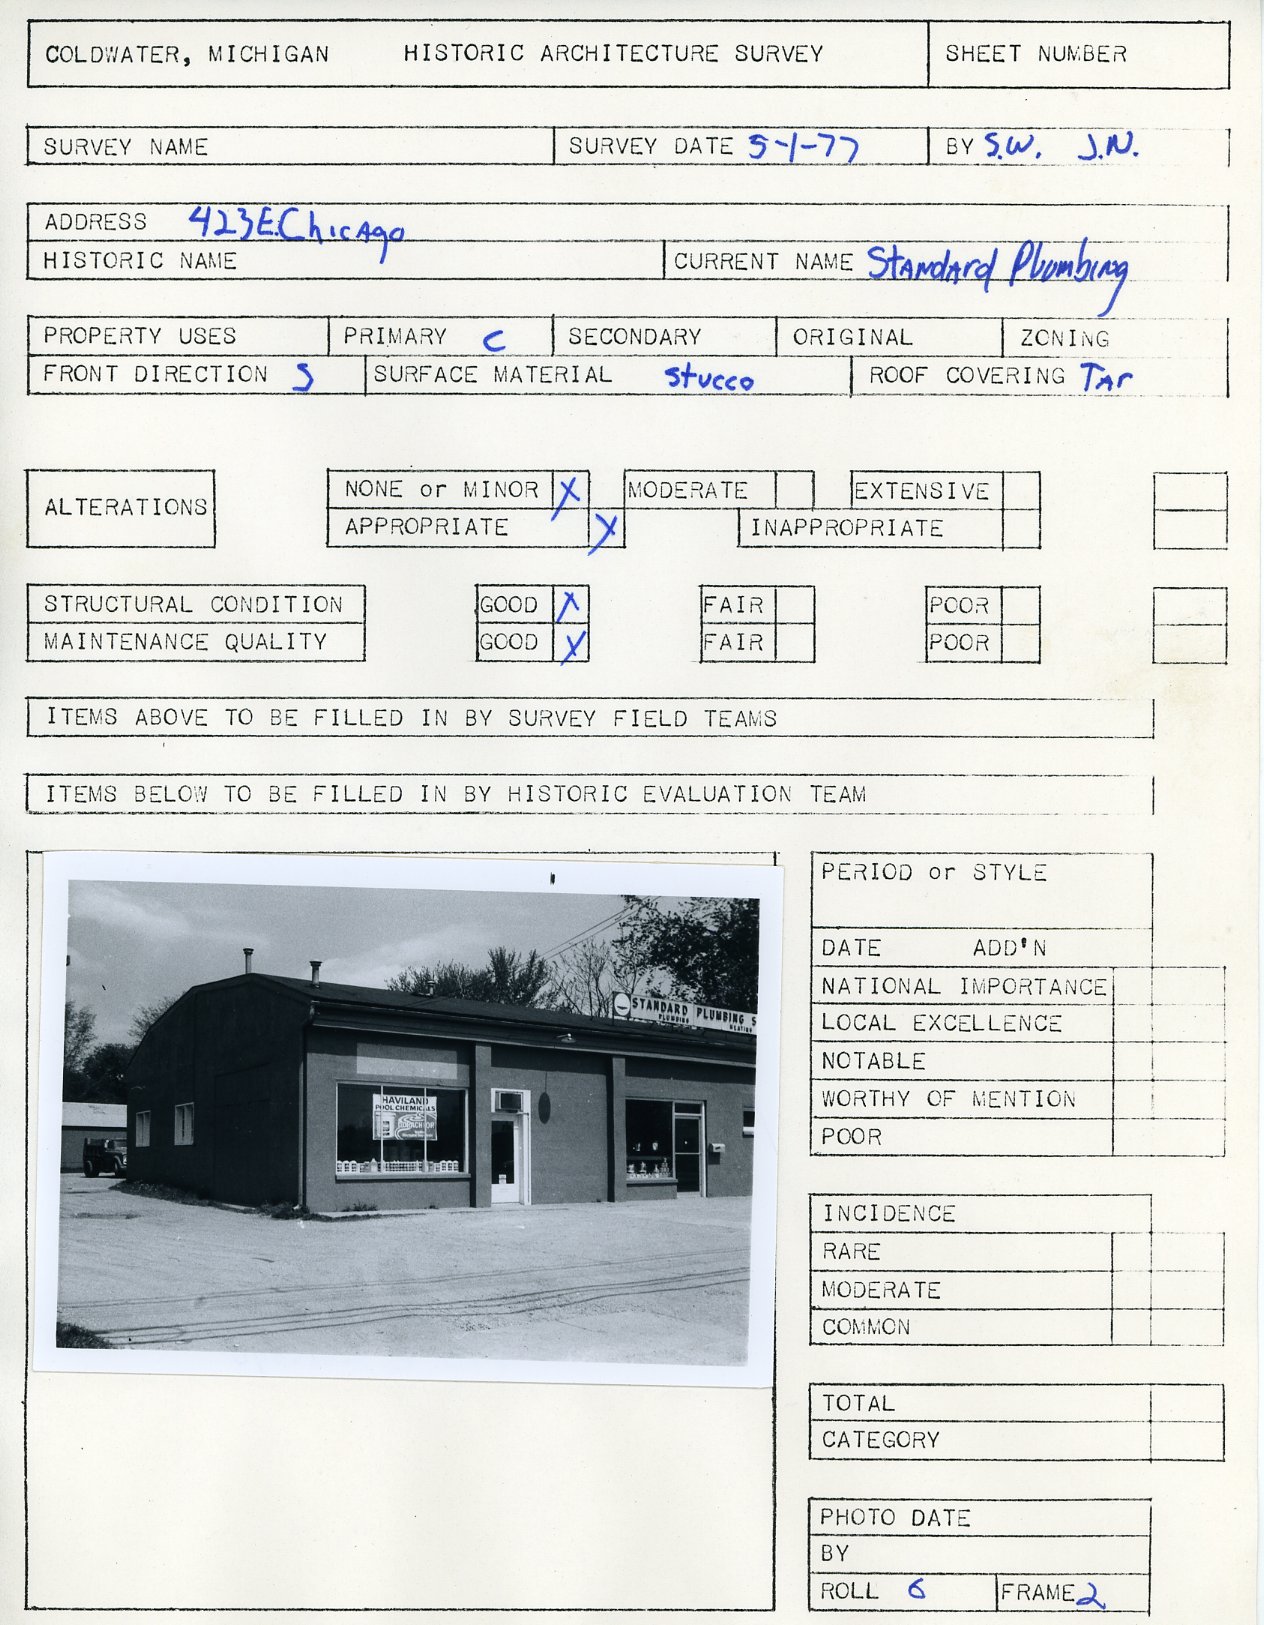 COLDWATER, MICHIGAN HISTORIC ARCHITECTURE SURVEY SHEET NUMBER
SURVEY NAME SURVEY DATE 5-1-77 BY S.W. J.N.
ADDRESS 423 E. Chicago
HISTORIC NAME CURRENT NAME Standard Plumbing
PROPERTY USES PRIMARY C SECONDARY ORIGINAL ZONING
FRONT DIRECTION S SURFACE MATERIAL stucco ROOF COVERING Tar
ALTERATIONS NONE or MINOR X MODERATE EXTENSIVE
APPROPRIATE X INAPPROPRIATE
STRUCTURAL CONDITION GOOD X FAIR POOR
MAINTENANCE QUALITY GOOD X FAIR POOR
ITEMS ABOVE TO BE FILLED IN BY SURVEY FIELD TEAMS
ITEMS BELOW TO BE FILLED IN BY HISTORIC EVALUATION TEAM
STANDARD PLUMBING S
PLUMBING HEATING
HAVILAND
POOL CHEMICALS
PERIOD or STYLE
DATE ADD'N
NATIONAL IMPORTANCE
LOCAL EXCELLENCE
NOTABLE
WORTHY OF MENTION
POOR
INCIDENCE
RARE
MODERATE
COMMON
TOTAL
CATEGORY
PHOTO DATE
BY
ROLL 6 FRAME 2